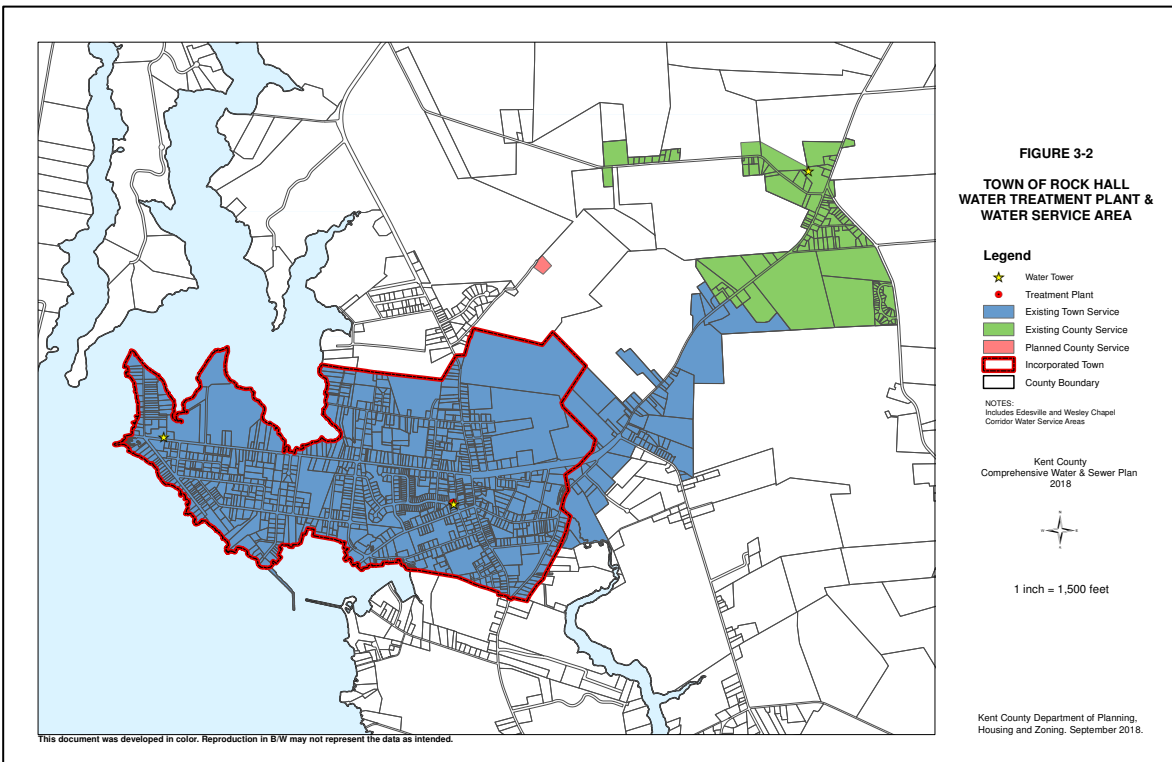 FIGURE 3-2
TOWN OF ROCK HALL
WATER TREATMENT PLANT &
WATER SERVICE AREA
Legend
Water Tower
Treatment Plant
Existing Town Service
Existing County Service
Planned County Service
Incorporated Town
County Boundary
NOTES:
Includes Edesville and Wesley Chapel
Corridor Water Service Areas
Kent County
Comprehensive Water & Sewer Plan
2018
N
W E
S
1 inch = 1,500 feet
Kent County Department of Planning,
Housing and Zoning. September 2018.
This document was developed in color. Reproduction in B/W may not represent the data as intended.